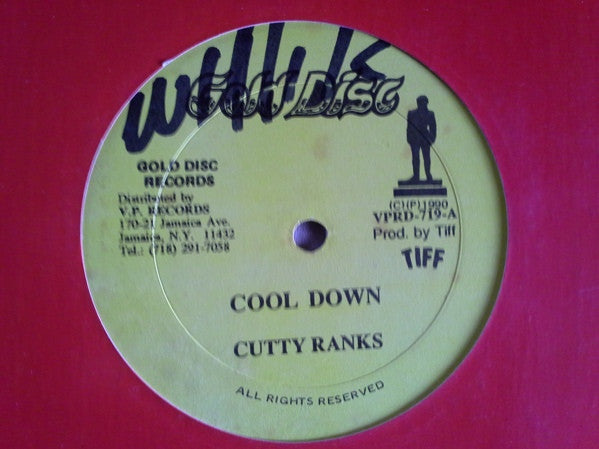 Gold Disc
GOLD DISC
RECORDS
Distributed by
V.P. RECORDS
170-21 Jamaica Ave.
Jamaica, N.Y. 11432
Tel.: (718) 291-7058
(C)(P)1990
VPRD-719-A
Prod. by Tiff
TIFF
COOL DOWN
CUTTY RANKS
ALL RIGHTS RESERVED